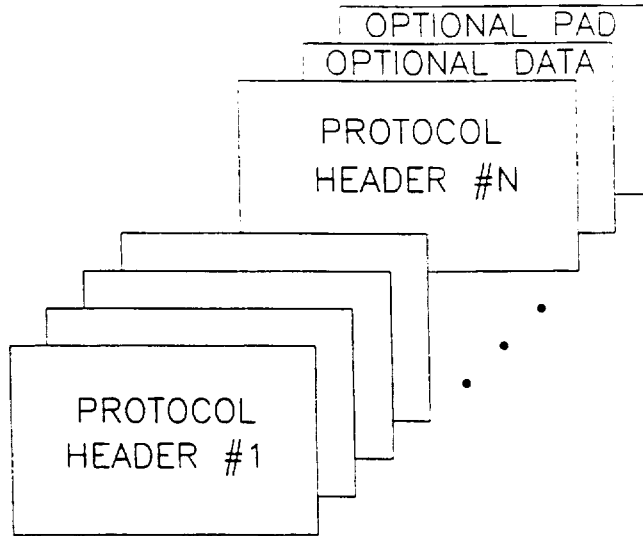 OPTIONAL PAD
OPTIONAL DATA
PROTOCOL
HEADER #N
PROTOCOL
HEADER #1